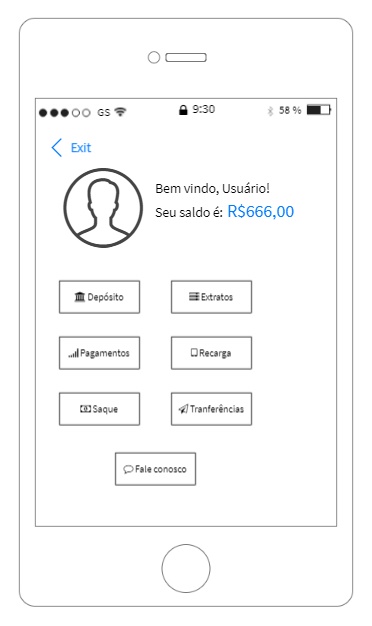 GS 9:30 58 %
Exit
Bem vindo, Usuário!
Seu saldo é: R$666,00
Depósito Extratos
Pagamentos Recarga
Saque Tranferências
Fale conosco